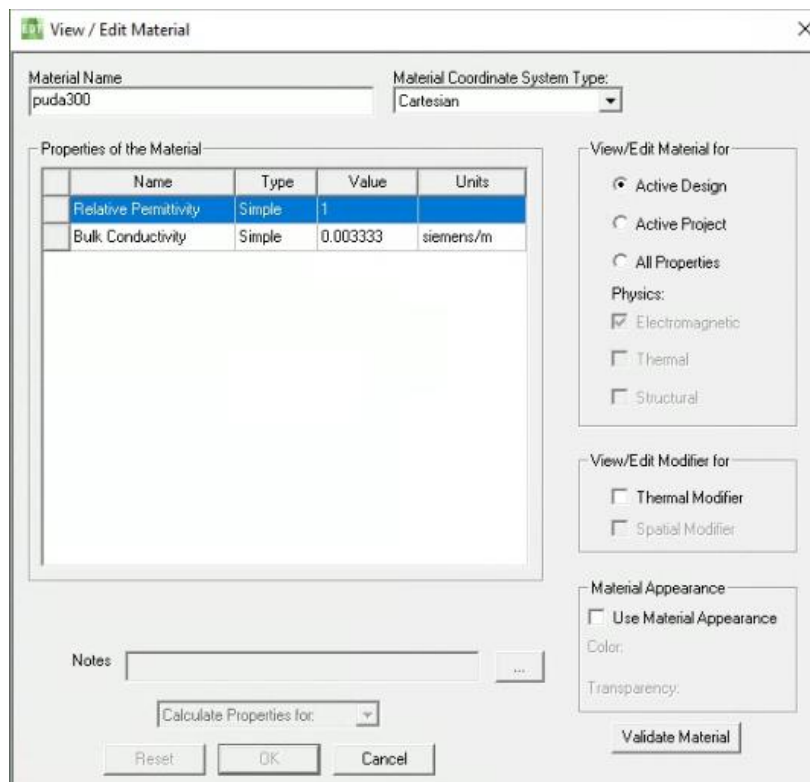 EDT View / Edit Material
Material Name
Material Coordinate System Type:
puda300
Cartesian
Properties of the Material
Name Type Value Units
Relative Permittivity Simple 1
Bulk Conductivity Simple 0.003333 siemens/m
View/Edit Material for
Active Design
Active Project
All Properties
Physics:
Electromagnetic
Thermal
Structural
View/Edit Modifier for
Thermal Modifier
Spatial Modifier
Material Appearance
Use Material Appearance
Color:
Transparency:
Notes ...
Calculate Properties for:
Validate Material
Reset OK Cancel